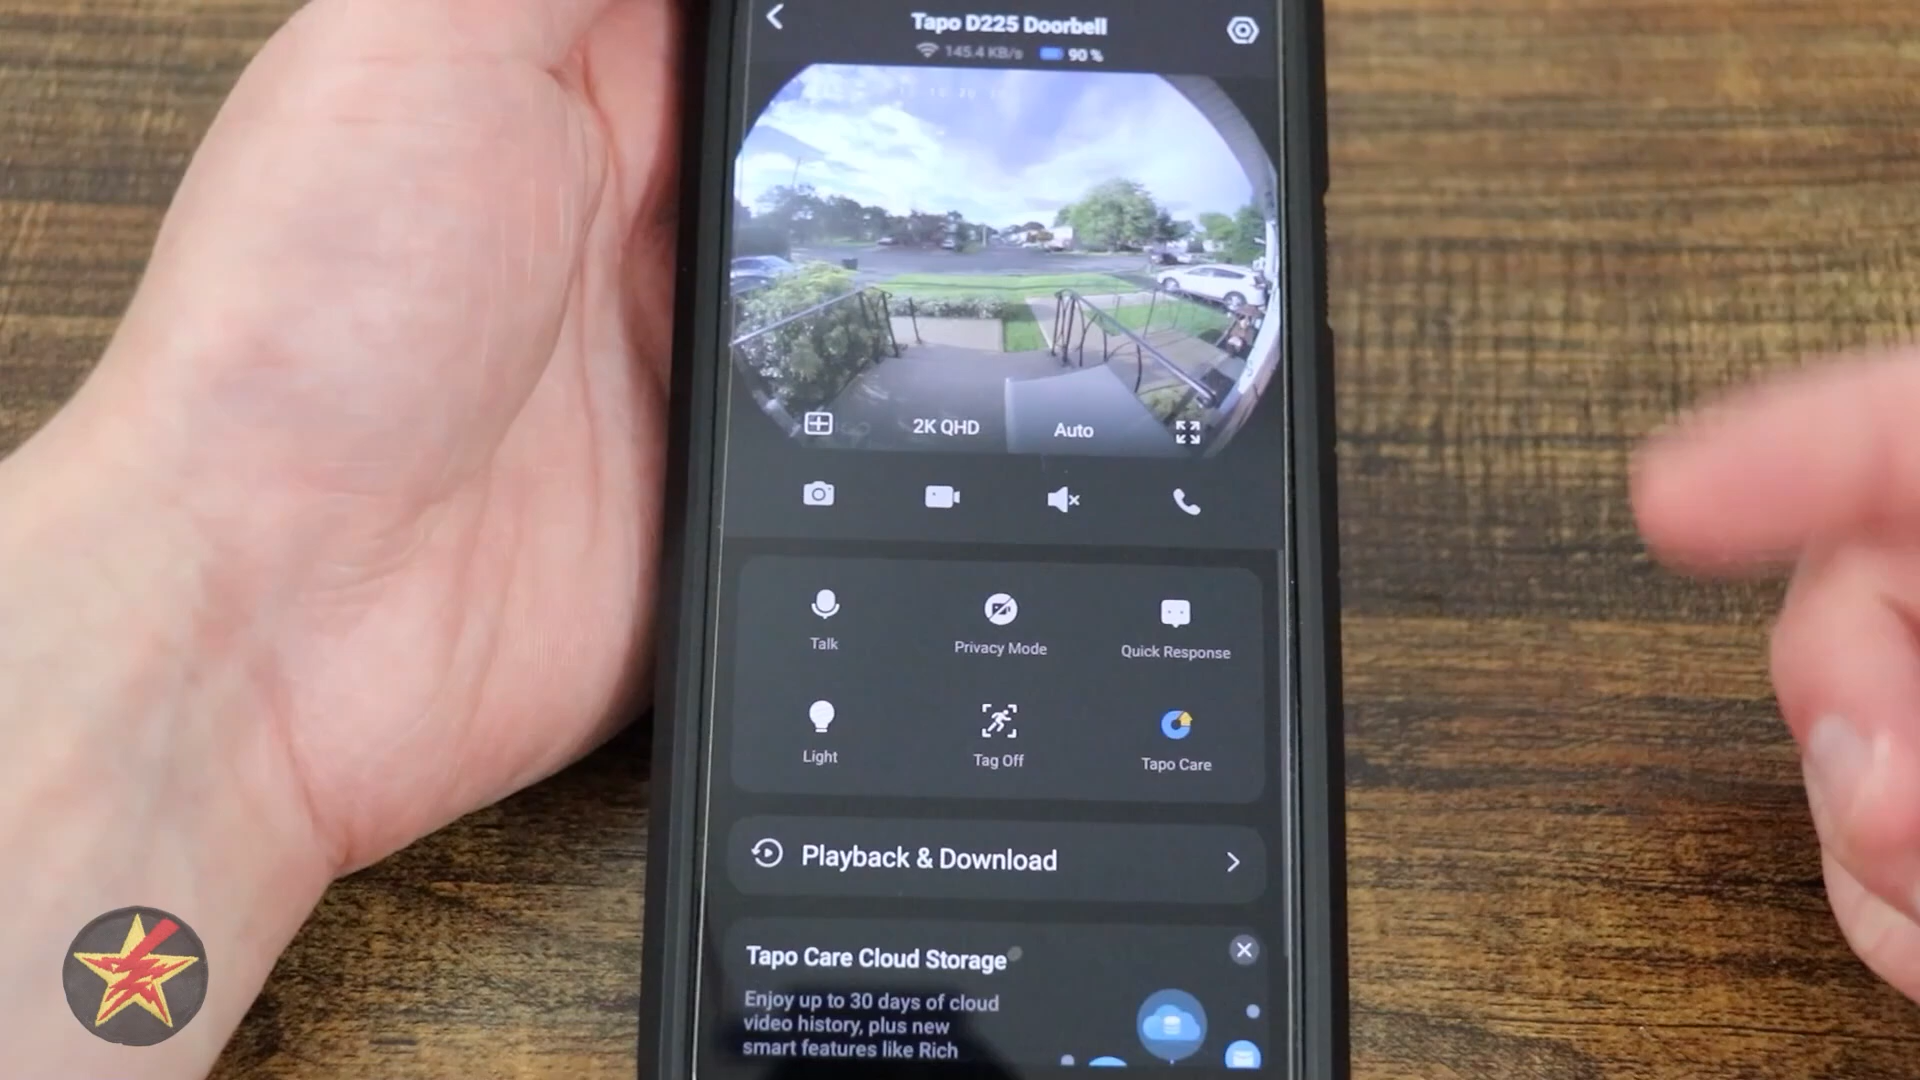 Tapo D225 Doorbell
145.4 KB/s 90 %
2K QHD Auto
Talk Privacy Mode Quick Response
Light Tag Off Tapo Care
Playback & Download
Tapo Care Cloud Storage
Enjoy up to 30 days of cloud
video history, plus new
smart features like Rich